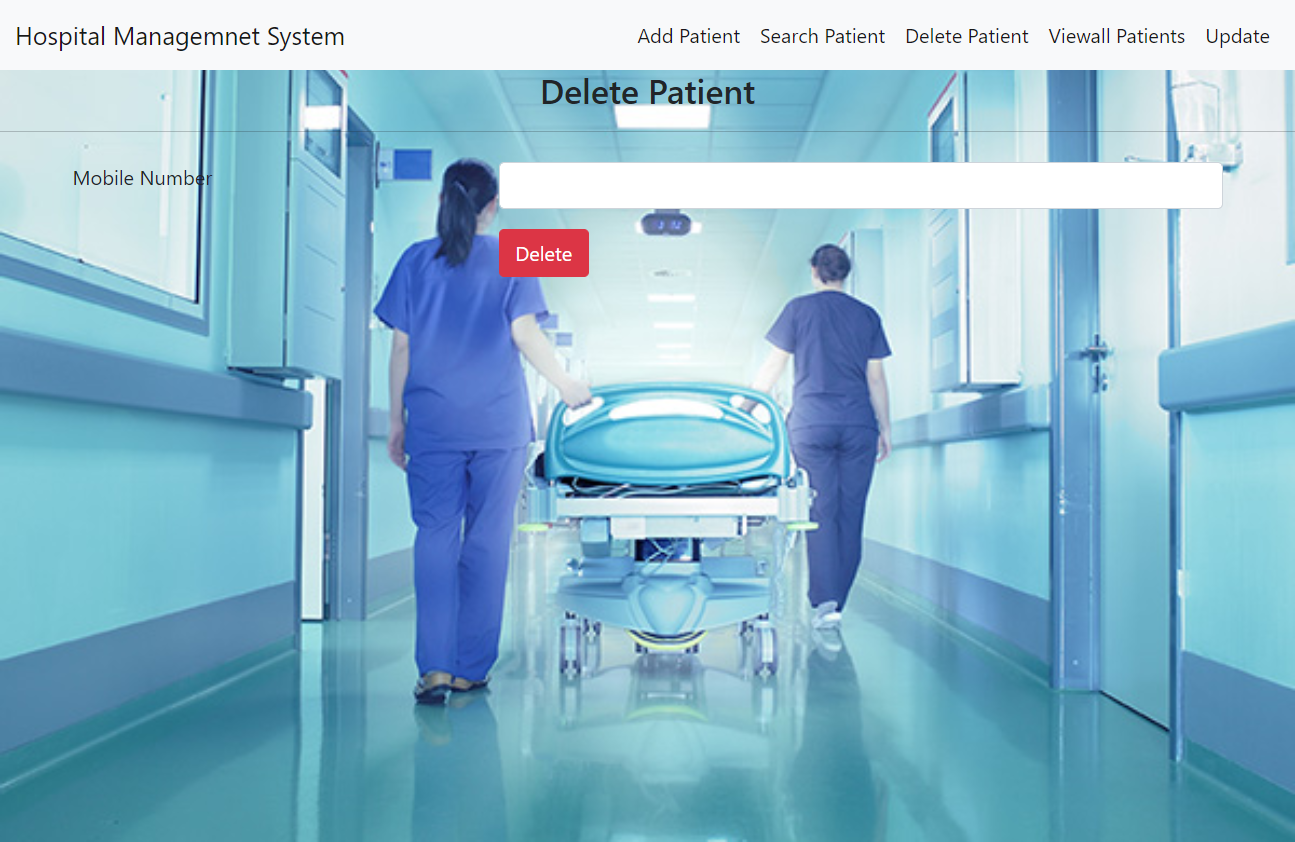 Hospital Managemnet System
Add Patient Search Patient Delete Patient Viewall Patients Update
Delete Patient
Mobile Number
Delete